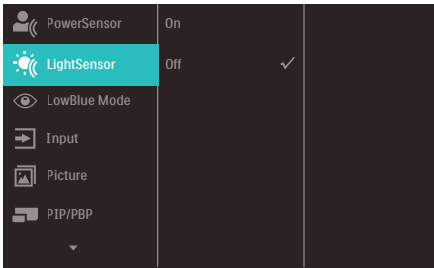 PowerSensor
On
LightSensor
Off
LowBlue Mode
Input
Picture
PIP/PBP